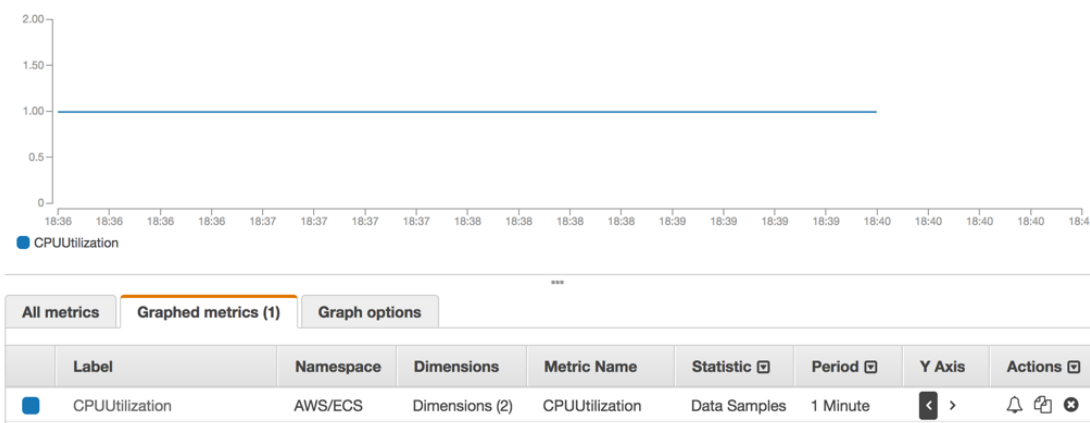 2.00
1.50
1.00
0.5
0
18:36 18:36 18:36 18:36 18:37 18:37 18:37 18:37 18:38 18:38 18:38 18:38 18:39 18:39 18:39 18:39 18:40 18:40 18:40 18:40 18:4
CPUUtilization
All metrics Graphed metrics (1) Graph options
Label Namespace Dimensions Metric Name Statistic Period Y Axis Actions
CPUUtilization AWS/ECS Dimensions (2) CPUUtilization Data Samples 1 Minute < >